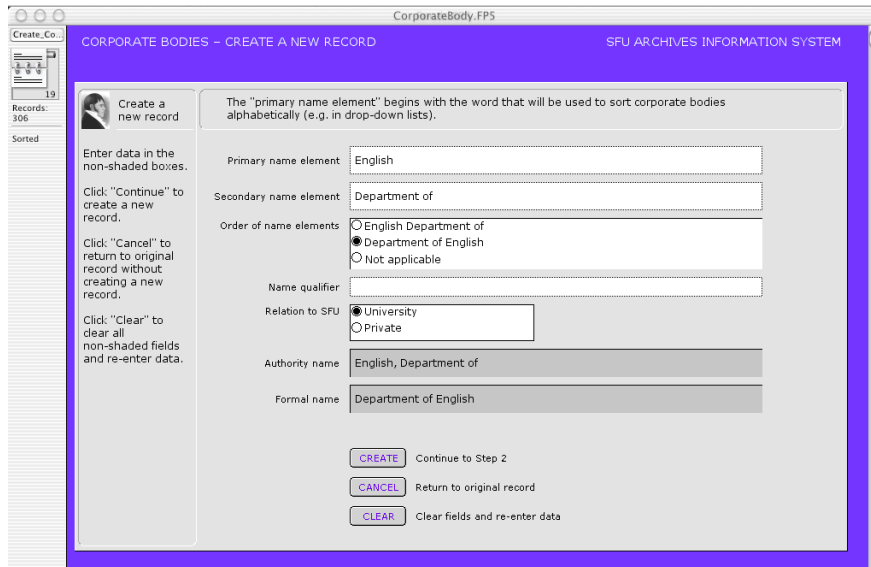 CorporateBody.FP5
Create_Co...
19
Records:
306
Sorted
CORPORATE BODIES – CREATE A NEW RECORD
SFU ARCHIVES INFORMATION SYSTEM
Create a
new record
The "primary name element" begins with the word that will be used to sort corporate bodies
alphabetically (e.g. in drop-down lists).
Enter data in the
non-shaded boxes.
Click "Continue" to
create a new
record.
Click "Cancel" to
return to original
record without
creating a new
record.
Click "Clear" to
clear all
non-shaded fields
and re-enter data.
Primary name element
English
Secondary name element
Department of
Order of name elements
English Department of
Department of English
Not applicable
Name qualifier
Relation to SFU
University
Private
Authority name
English, Department of
Formal name
Department of English
CREATE
Continue to Step 2
CANCEL
Return to original record
CLEAR
Clear fields and re-enter data